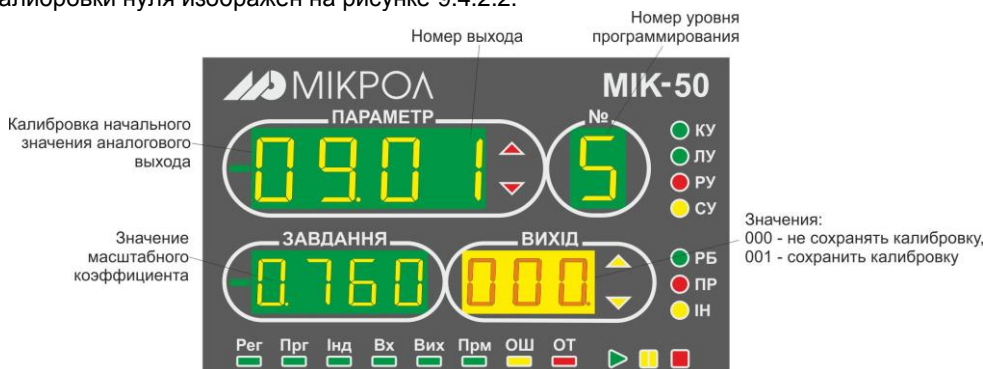 алибровки нуля изображен на рисунке 9.4.2.2.
Номер выхода
Номер уровня
программирования
МІКРОЛ
МІК-50
ПАРАМЕТР
№
Калибровка начального
значения аналогового
выхода
09.01
5
КУ
ЛУ
РУ
СУ
Значение
масштабного
коэффициента
ЗАВДАННЯ
ВИХІД
0.760
000.
РБ
ПР
ІН
Значения:
000 - не сохранять калибровку,
001 - сохранить калибровку
Рег Прг Інд Вх Вих Прм ОШ ОТ